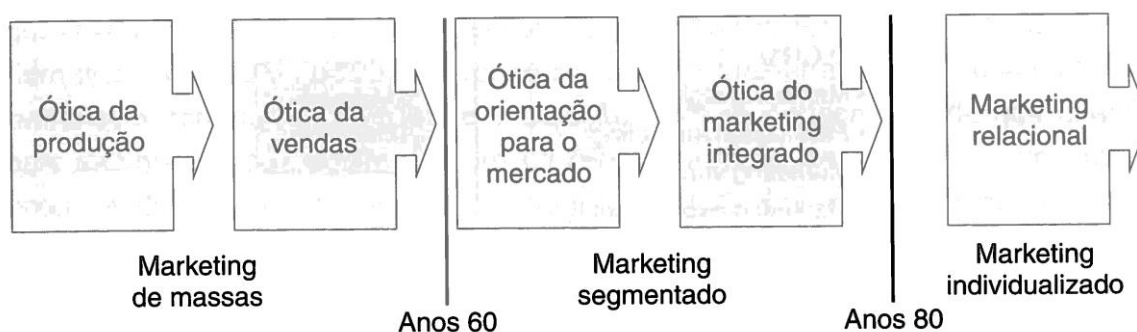 Ótica da
produção
Ótica da
vendas
Ótica da
orientação
para o
mercado
Ótica do
marketing
integrado
Marketing
relacional
Marketing
de massas
Anos 60
Marketing
segmentado
Anos 80
Marketing
individualizado